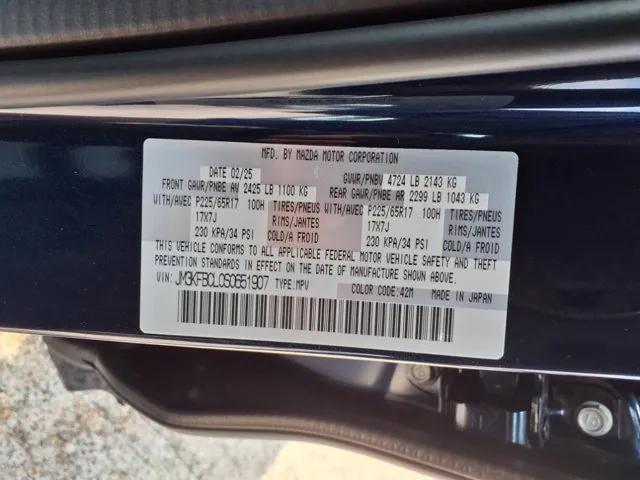 MFD. BY MAZDA MOTOR CORPORATION
DATE 02/25 GVWR/PNBV 4724 LB 2143 KG
FRONT GAWR/PNBE AV 2425 LB 1100 KG REAR GAWR/PNBE AR 2299 LB 1043 KG
WITH/AVEC P225/65R17 100H TIRES/PNEUS WITH/AVEC P225/65R17 100H TIRES/PNEUS
17X7J RIMS/JANTES 17X7J RIMS/JANTES
230 KPA/34 PSI COLD/A FROID 230 KPA/34 PSI COLD/A FROID
THIS VEHICLE CONFORMS TO ALL APPLICABLE FEDERAL MOTOR VEHICLE SAFETY AND THEFT
PREVENTION STANDARDS IN EFFECT ON THE DATE OF MANUFACTURE SHOWN ABOVE.
VIN: JM3KFBCL0S0651907 TYPE:MPV COLOR CODE:42M MADE IN JAPAN